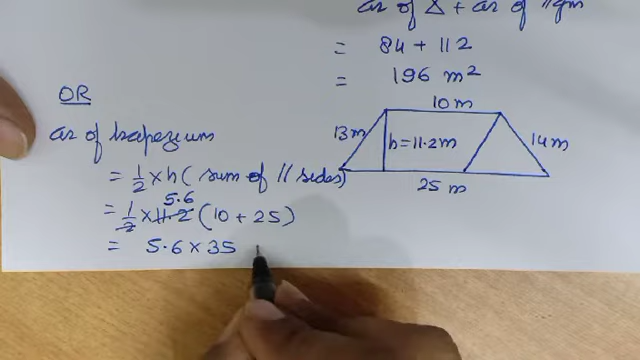 ar of Δ + ar of ||gm
= 84 + 112
= 196 m²
OR
ar of trapezium
= 1/2 × h ( sum of || sides)
5.6
= 1/2 × 11.2 (10 + 25)
= 5.6 × 35
10 m
13 m
h = 11.2 m
14 m
25 m